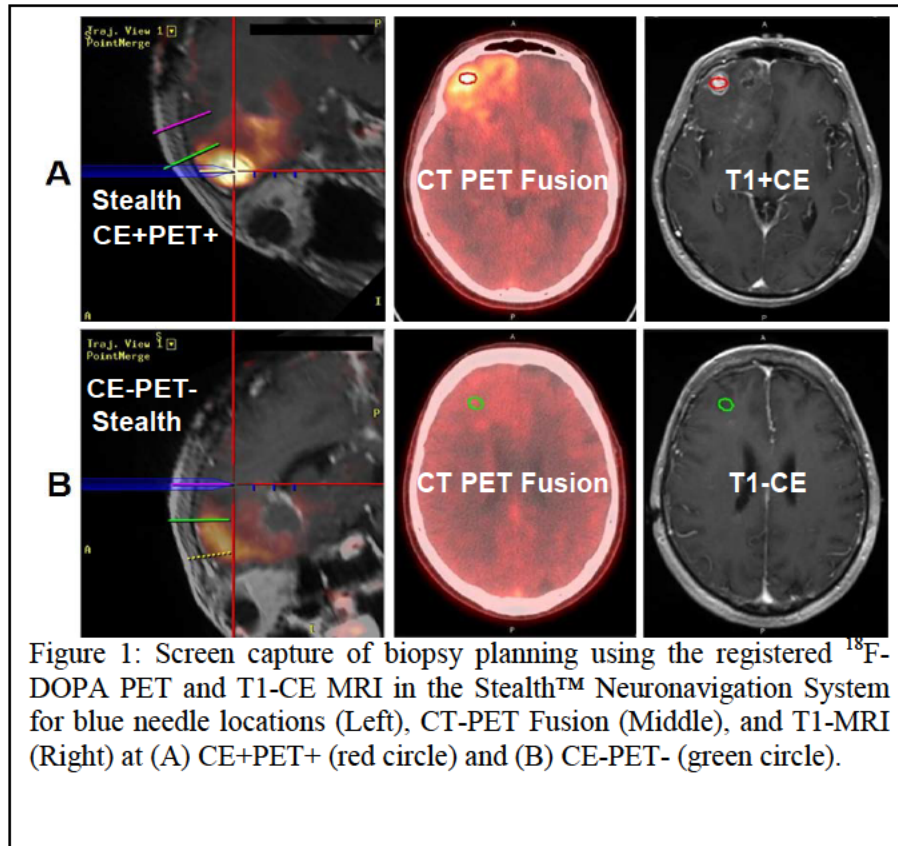 Traj. View 1
S
PointMerge
P
A
Stealth
CE+PET+
A
I
A
CT PET Fusion
A
T1+CE
P
Traj. View 1
S
PointMerge
CE-PET-
Stealth
P
B
A
L
A
CT PET Fusion
P
A
T1-CE
P
Figure 1: Screen capture of biopsy planning using the registered ¹⁸F-
DOPA PET and T1-CE MRI in the Stealth™ Neuronavigation System
for blue needle locations (Left), CT-PET Fusion (Middle), and T1-MRI
(Right) at (A) CE+PET+ (red circle) and (B) CE-PET- (green circle).